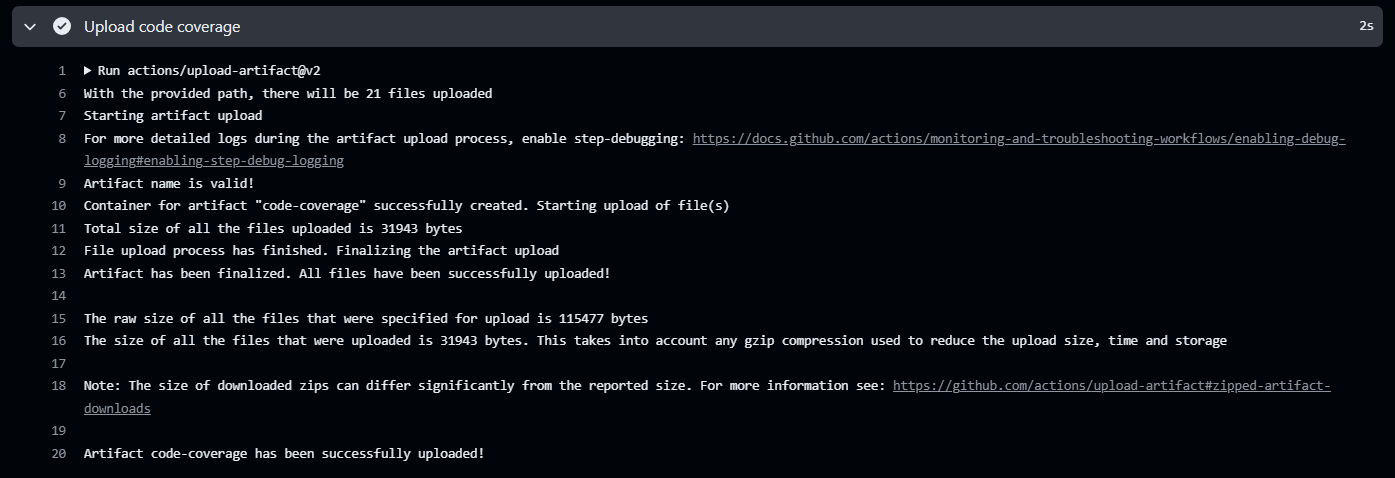 Upload code coverage 2s
1 Run actions/upload-artifact@v2
6 With the provided path, there will be 21 files uploaded
7 Starting artifact upload
8 For more detailed logs during the artifact upload process, enable step-debugging: https://docs.github.com/actions/monitoring-and-troubleshooting-workflows/enabling-debug-
logging#enabling-step-debug-logging
9 Artifact name is valid!
10 Container for artifact "code-coverage" successfully created. Starting upload of file(s)
11 Total size of all the files uploaded is 31943 bytes
12 File upload process has finished. Finalizing the artifact upload
13 Artifact has been finalized. All files have been successfully uploaded!
14
15 The raw size of all the files that were specified for upload is 115477 bytes
16 The size of all the files that were uploaded is 31943 bytes. This takes into account any gzip compression used to reduce the upload size, time and storage
17
18 Note: The size of downloaded zips can differ significantly from the reported size. For more information see: https://github.com/actions/upload-artifact#zipped-artifact-
downloads
19
20 Artifact code-coverage has been successfully uploaded!